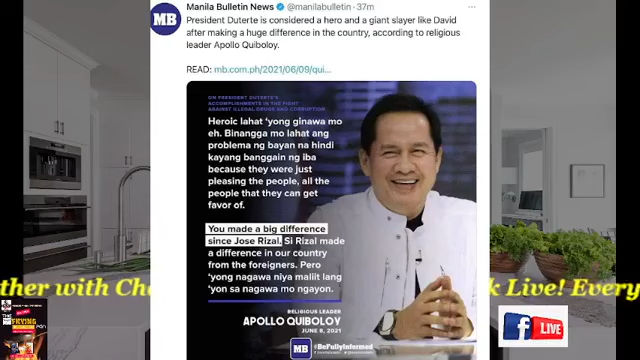 Manila Bulletin News @manilabulletin · 37m
President Duterte is considered a hero and a giant slayer like David
after making a huge difference in the country, according to religious
leader Apollo Quiboloy.
READ: mb.com.ph/2021/06/09/qui...
MB
ON PRESIDENT DUTERTE'S
ACCOMPLISHMENTS IN THE FIGHT
AGAINST ILLEGAL DRUGS AND CORRUPTION
Heroic lahat 'yong ginawa mo
eh. Binangga mo lahat ang
problema ng bayan na hindi
kayang banggain ng iba
because they were just
pleasing the people, all the
people that they can get
favor of.
You made a big difference
since Jose Rizal. Si Rizal made
a difference in our country
from the foreigners. Pero
'yong nagawa niya maliit lang
'yon sa nagawa mo ngayon.
RELIGIOUS LEADER
APOLLO QUIBOLOY
JUNE 8, 2021
MB #BeFullyInformed
ther with Ch
k Live! Every
FRYING
PAN
f LIVE